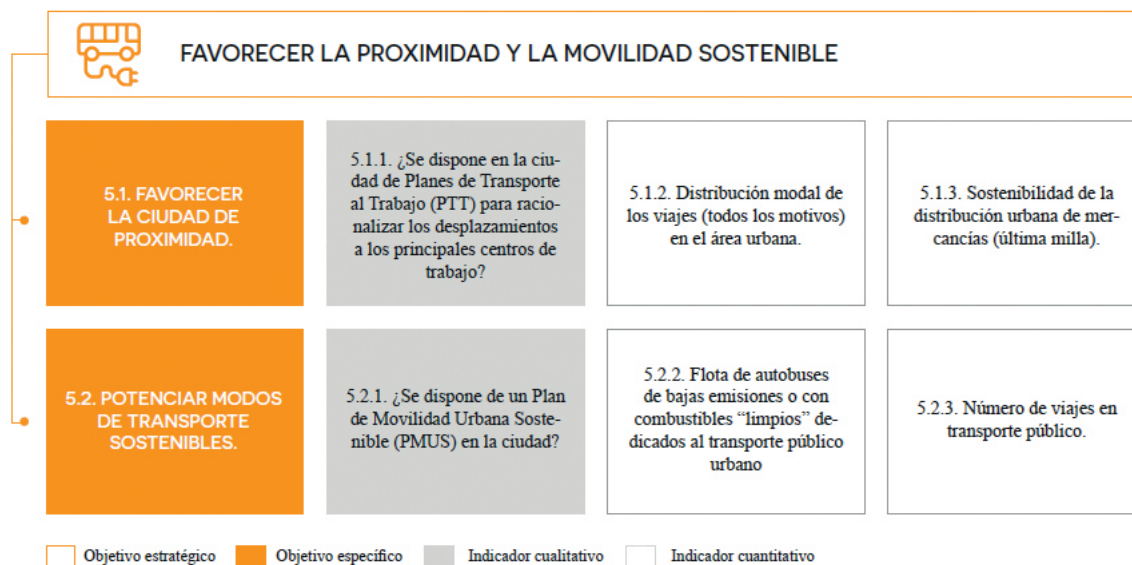 FAVORECER LA PROXIMIDAD Y LA MOVILIDAD SOSTENIBLE
5.1. FAVORECER
LA CIUDAD DE
PROXIMIDAD.
5.1.1. ¿Se dispone en la ciu-
dad de Planes de Transporte
al Trabajo (PTT) para racio-
nalizar los desplazamientos
a los principales centros de
trabajo?
5.1.2. Distribución modal de
los viajes (todos los motivos)
en el área urbana.
5.1.3. Sostenibilidad de la
distribución urbana de mer-
cancías (última milla).
5.2. POTENCIAR MODOS
DE TRANSPORTE
SOSTENIBLES.
5.2.1. ¿Se dispone de un Plan
de Movilidad Urbana Soste-
nible (PMUS) en la ciudad?
5.2.2. Flota de autobuses
de bajas emisiones o con
combustibles “limpios” de-
dicados al transporte público
urbano
5.2.3. Número de viajes en
transporte público.
Objetivo estratégico Objetivo específico Indicador cualitativo Indicador cuantitativo